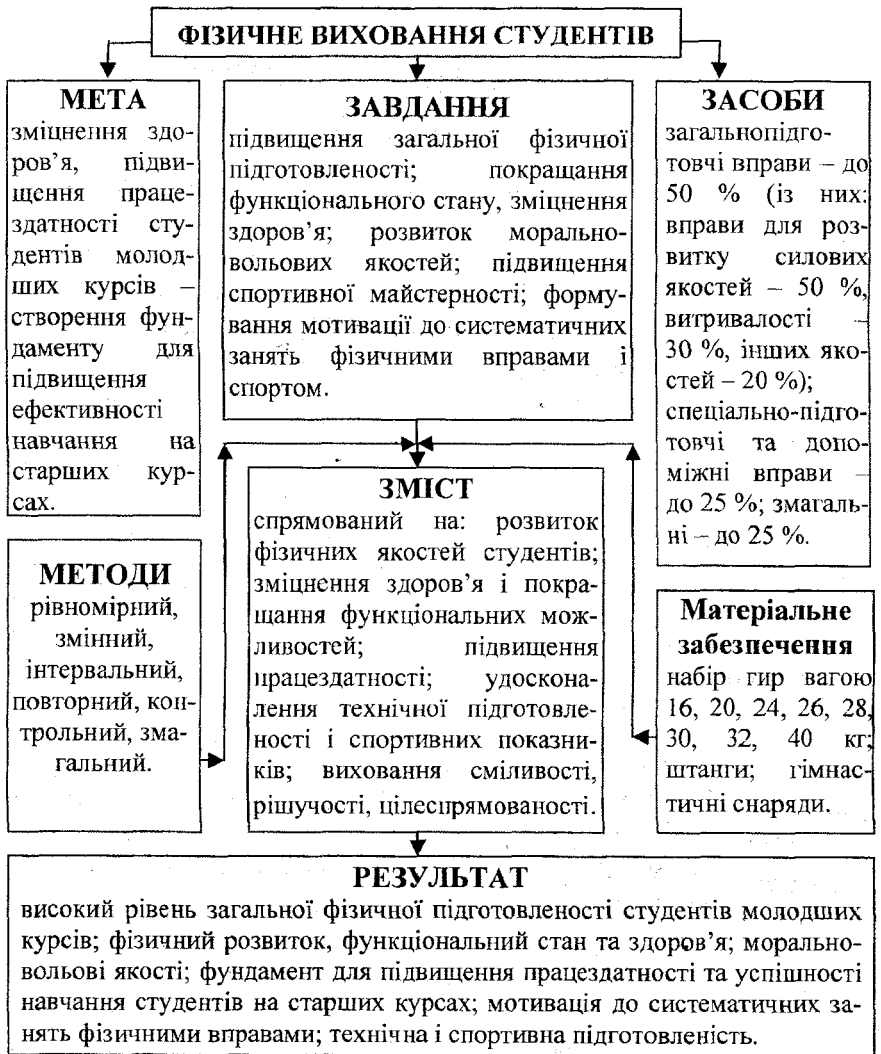 ФІЗИЧНЕ ВИХОВАННЯ СТУДЕНТІВ
МЕТА
зміцнення здо-
ров’я, підви-
щення праце-
здатності сту-
дентів молод-
ших курсів –
створення фун-
даменту для
підвищення
ефективності
навчання на
старших кур-
сах.
ЗАВДАННЯ
підвищення загальної фізичної
підготовленості; покращання
функціонального стану, зміцнення
здоров’я; розвиток морально-
вольових якостей; підвищення
спортивної майстерності; форму-
вання мотивації до систематичних
занять фізичними вправами і
спортом.
ЗАСОБИ
загальнопідго-
товчі вправи – до
50 % (із них:
вправи для роз-
витку силових
якостей – 50 %,
витривалості –
30 %, інших яко-
стей – 20 %);
спеціально-підго-
товчі та допо-
міжні вправи –
до 25 %; змагаль-
ні – до 25 %.
МЕТОДИ
рівномірний,
змінний,
інтервальний,
повторний, кон-
трольний, зма-
гальний.
ЗМІСТ
спрямований на: розвиток
фізичних якостей студентів;
зміцнення здоров’я і покра-
щання функціональних мож-
ливостей; підвищення
працездатності; удоскона-
лення технічної підготовле-
ності і спортивних показни-
ків; виховання сміливості,
рішучості, цілеспрямованості.
Матеріальне
забезпечення
набір гир вагою
16, 20, 24, 26, 28,
30, 32, 40 кг;
штанги; гімнас-
тичні снаряди.
РЕЗУЛЬТАТ
високий рівень загальної фізичної підготовленості студентів молодших
курсів; фізичний розвиток, функціональний стан та здоров’я; морально-
вольові якості; фундамент для підвищення працездатності та успішності
навчання студентів на старших курсах; мотивація до систематичних за-
нять фізичними вправами; технічна і спортивна підготовленість.